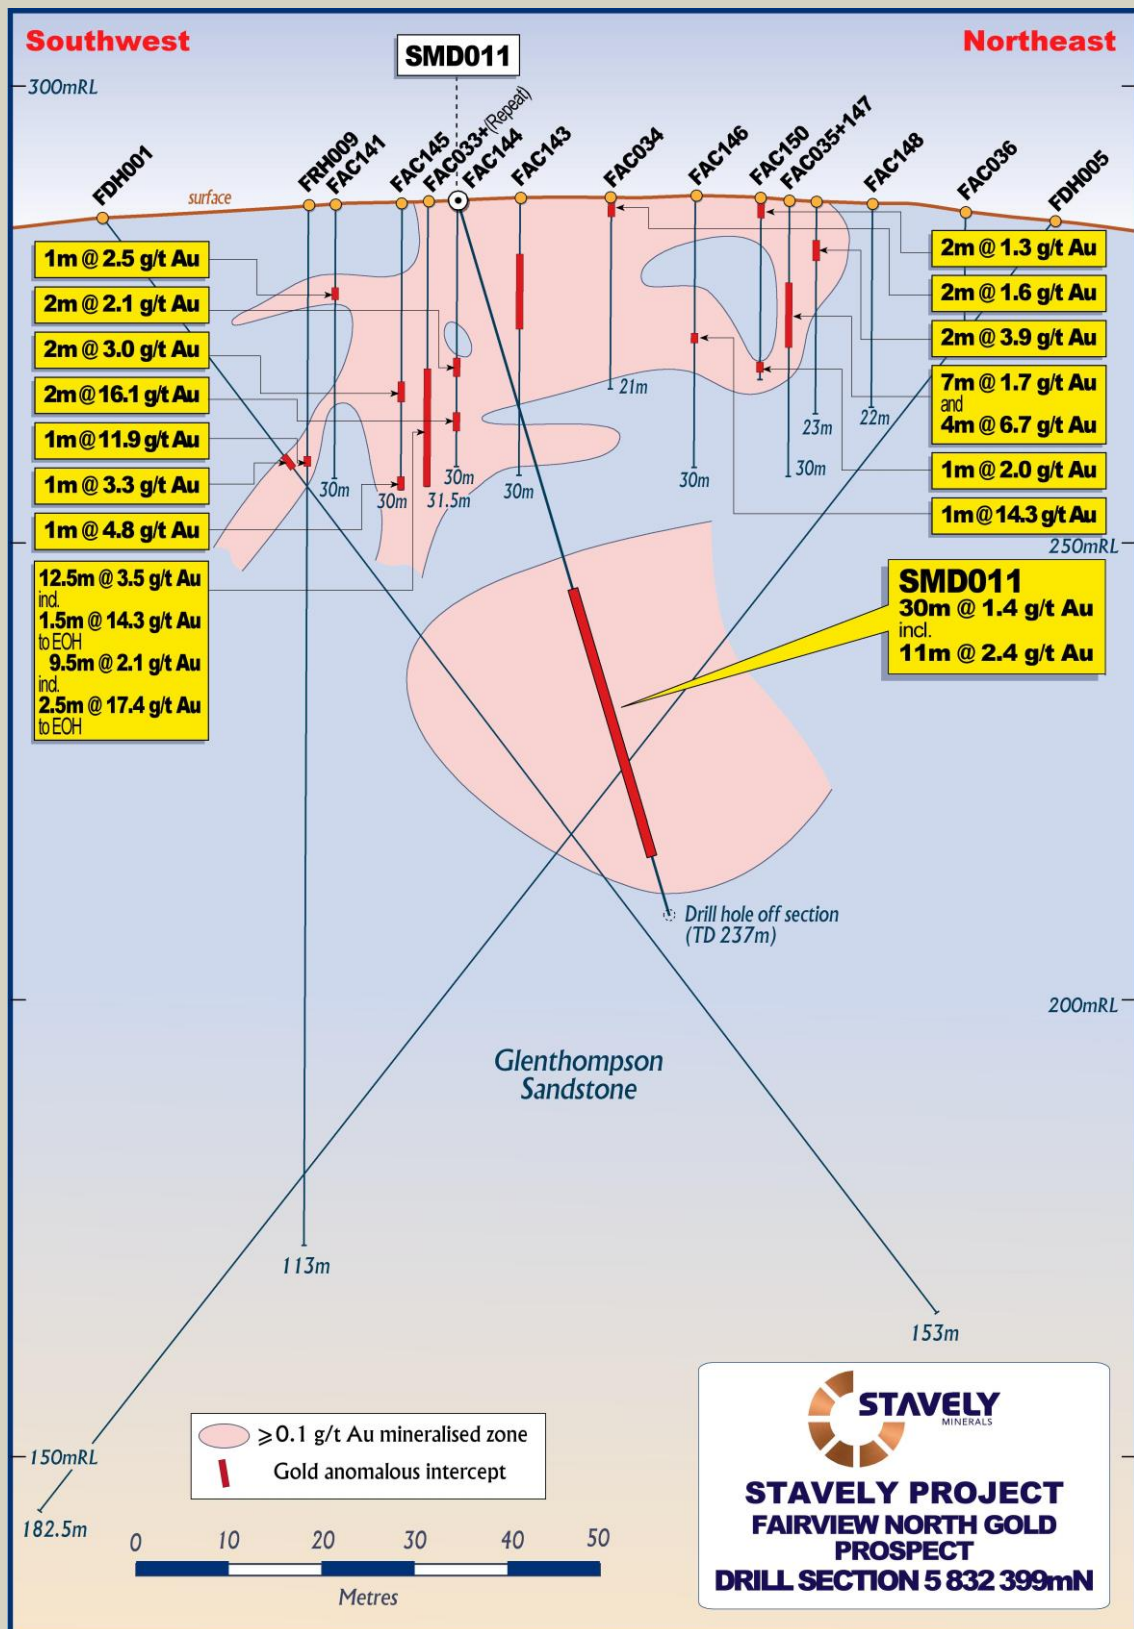 Southwest
Northeast
SMD011
300mRL
FDH001
FRH009
FAC141
FAC145
FAC033+(Repeat)
FAC144
FAC143
FAC034
FAC146
FAC150
FAC035+147
FAC148
FAC036
FDH005
surface
1m @ 2.5 g/t Au
2m @ 2.1 g/t Au
2m @ 3.0 g/t Au
2m @ 16.1 g/t Au
1m @ 11.9 g/t Au
1m @ 3.3 g/t Au
1m @ 4.8 g/t Au
12.5m @ 3.5 g/t Au
incl.
1.5m @ 14.3 g/t Au
to EOH
9.5m @ 2.1 g/t Au
incl.
2.5m @ 17.4 g/t Au
to EOH
2m @ 1.3 g/t Au
2m @ 1.6 g/t Au
2m @ 3.9 g/t Au
7m @ 1.7 g/t Au
and
4m @ 6.7 g/t Au
1m @ 2.0 g/t Au
1m @ 14.3 g/t Au
21m
23m
22m
30m
30m
30m
31.5m
30m
30m
30m
250mRL
SMD011
30m @ 1.4 g/t Au
incl.
11m @ 2.4 g/t Au
Drill hole off section
(TD 237m)
200mRL
Glenthompson
Sandstone
113m
153m
150mRL
182.5m
⩾0.1 g/t Au mineralised zone
Gold anomalous intercept
0 10 20 30 40 50
Metres
STAVELY
MINERALS
STAVELY PROJECT
FAIRVIEW NORTH GOLD
PROSPECT
DRILL SECTION 5 832 399mN